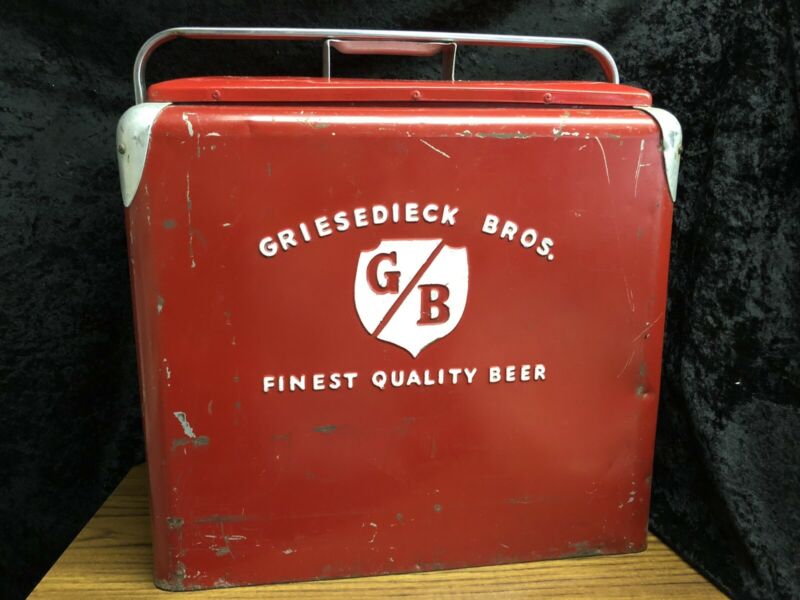 GRIESEDIECK BROS.
G/B
FINEST QUALITY BEER